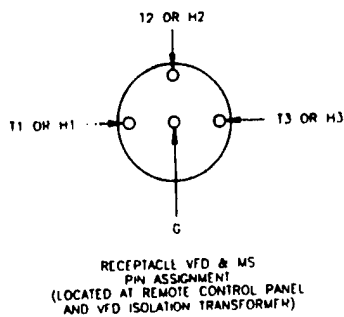 T2 OR H2
T1 OR H1
T3 OR H3
G
RECEPTACLE VFD & MS
PIN ASSIGNMENT
(LOCATED AT REMOTE CONTROL PANEL
AND VFD ISOLATION TRANSFORMER)